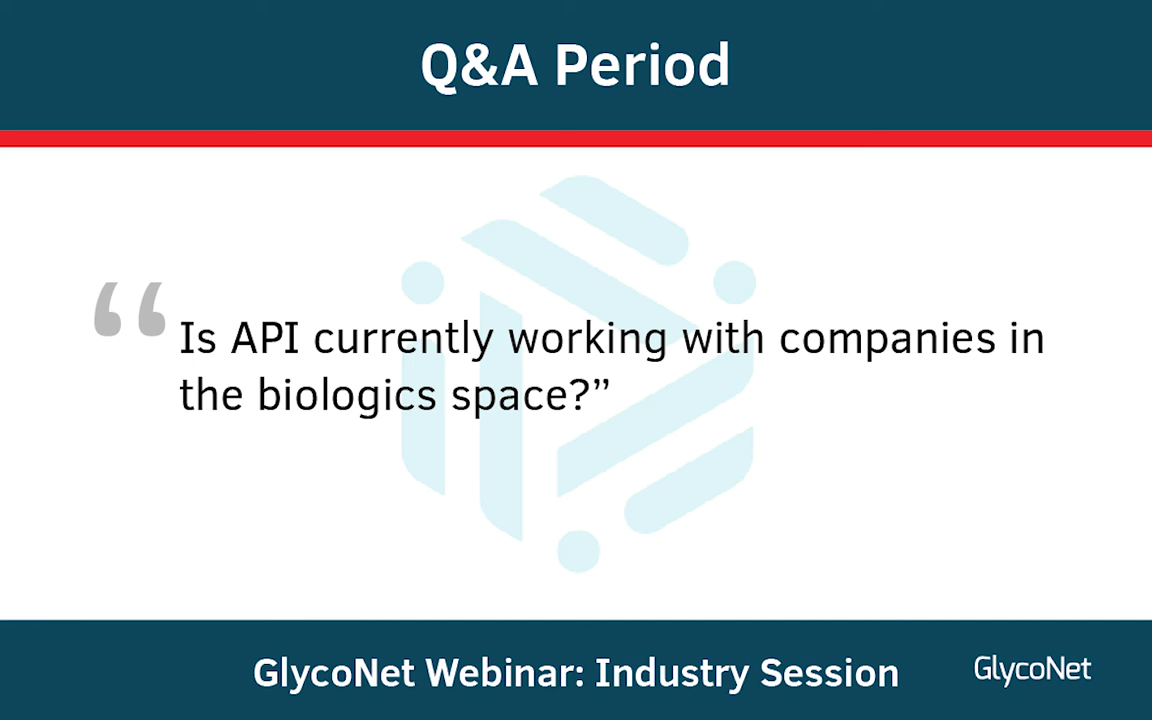 Q&A Period
“Is API currently working with companies in
the biologics space?”
GlycoNet Webinar: Industry Session
GlycoNet